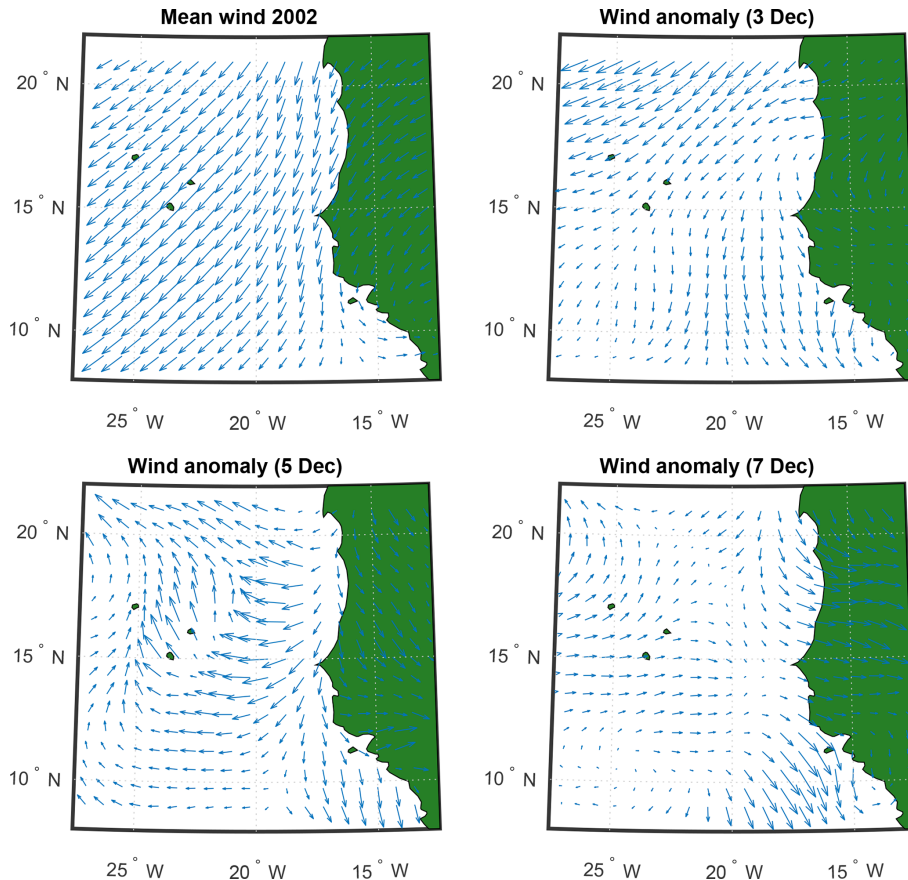 Mean wind 2002
Wind anomaly (3 Dec)
20° N
15° N
10° N
25° W
20° W
15° W
20° N
15° N
10° N
25° W
20° W
15° W
Wind anomaly (5 Dec)
Wind anomaly (7 Dec)
20° N
15° N
10° N
25° W
20° W
15° W
20° N
15° N
10° N
25° W
20° W
15° W